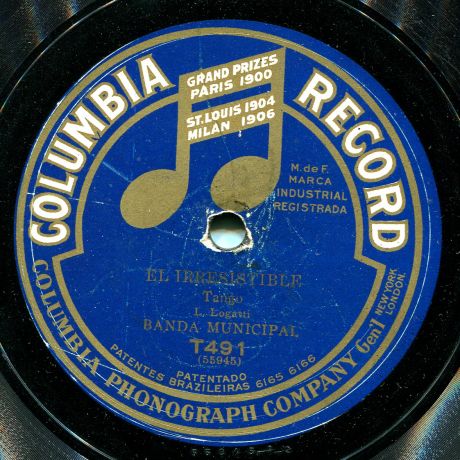 COLUMBIA RECORD
GRAND PRIZES
PARIS 1900
ST. LOUIS 1904
MILAN 1906
M. de F.
MARCA
INDUSTRIAL
REGISTRADA
EL IRRESISTIBLE
Tango
L. Logatti
BANDA MUNICIPAL
T491
(55945)
PATENTADO
PATENTES BRAZILEIRAS 6165 6166
COLUMBIA PHONOGRAPH COMPANY Gen'l NEW YORK
LONDON.